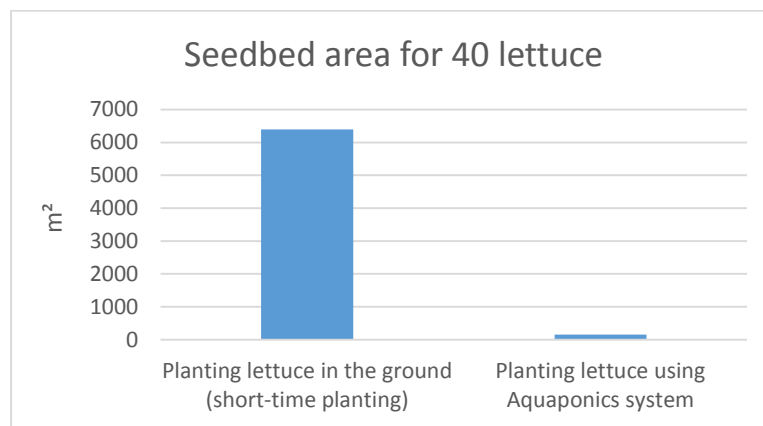 Seedbed area for 40 lettuce
7000
6000
5000
4000
3000
2000
1000
0
m²
Planting lettuce in the ground
(short-time planting)
Planting lettuce using
Aquaponics system